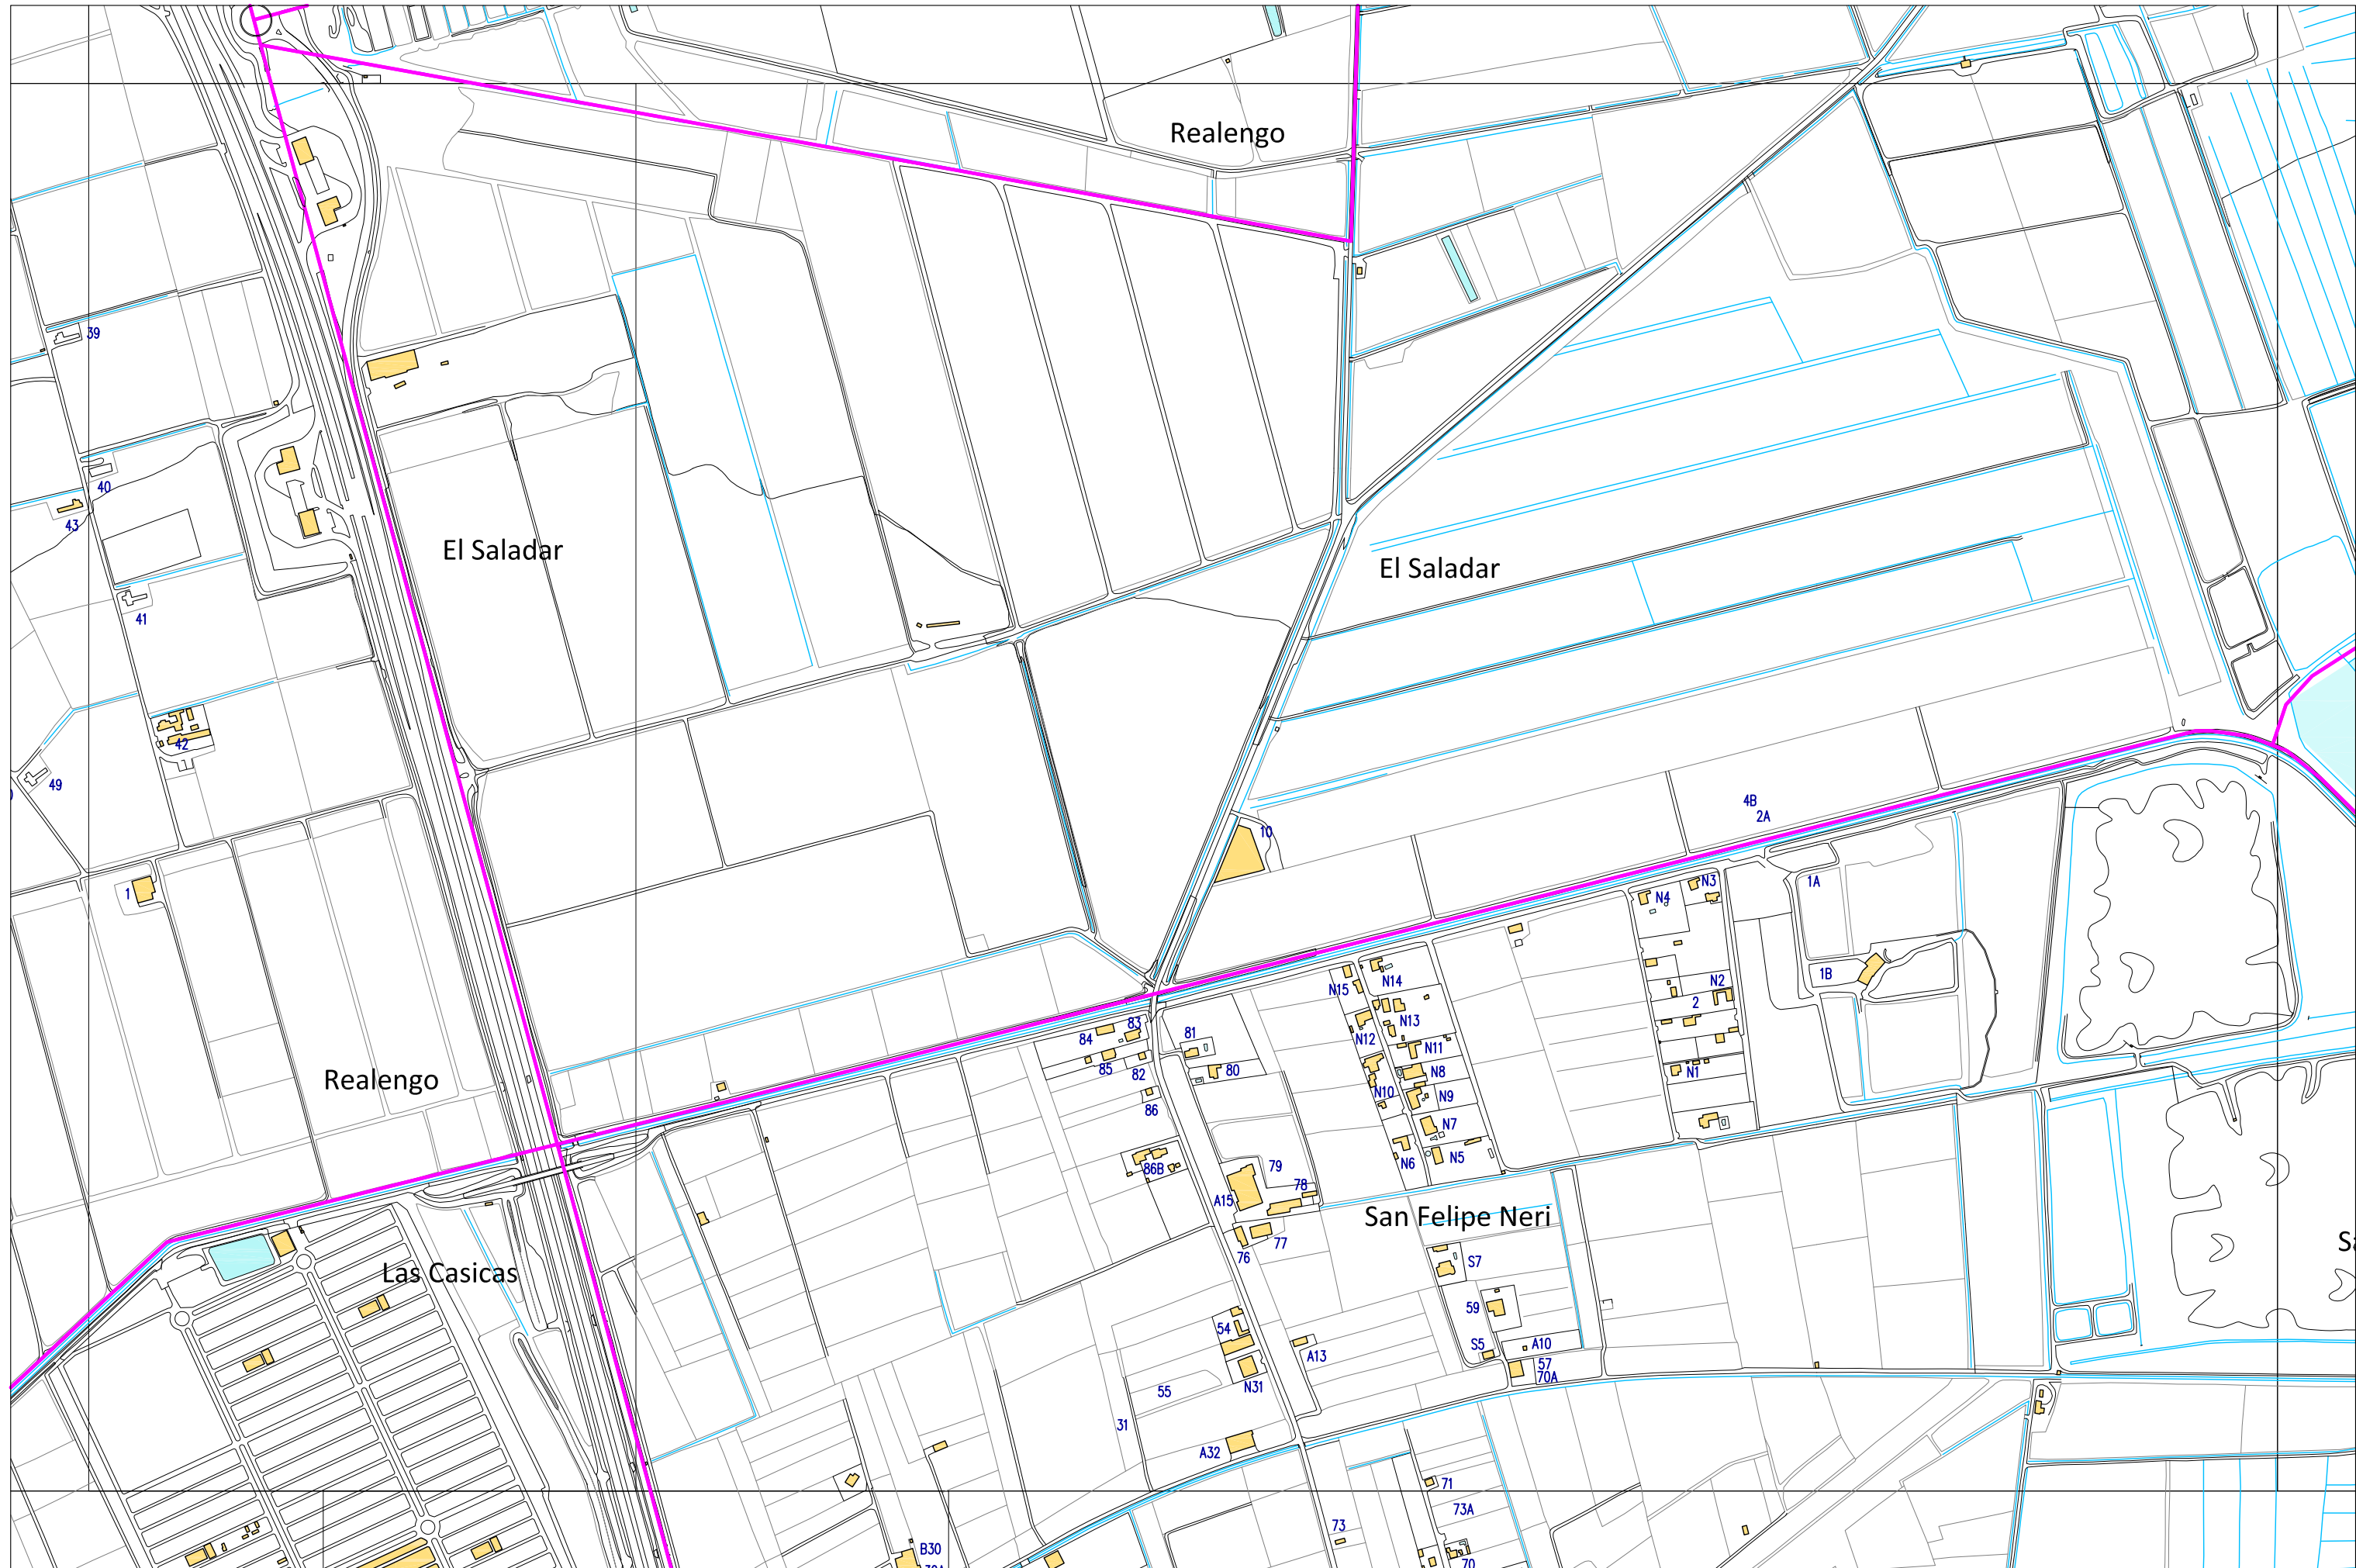 Realengo
39
El Saladar
40
43
El Saladar
41
42
49
4B
2A
10
1
1A
N3
N4
1B
N14
N15
N2
2
N13
N12
83
84
81
N11
85
82
80
N8
N1
Realengo
N10
N9
86
N7
N6
N5
86B
79
78
A15
San Felipe Neri
77
76
Las Casicas
S7
59
54
S5
A10
A13
57
70A
N31
55
31
A32
71
73A
73
B30
70